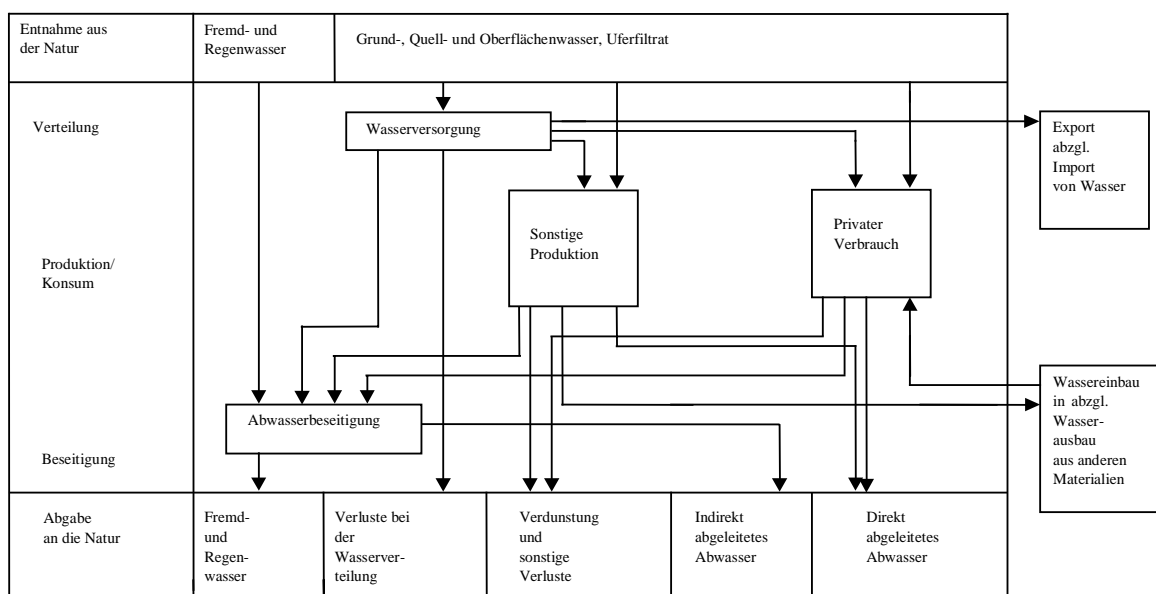 Entnahme aus
der Natur
Fremd- und
Regenwasser
Grund-, Quell- und Oberflächenwasser, Uferfiltrat
Verteilung
Wasserversorgung
Export
abzgl.
Import
von Wasser
Sonstige
Produktion
Privater
Verbrauch
Produktion/
Konsum
Wassereinbau
in abzgl.
Wasser-
ausbau
aus anderen
Materialien
Abwasserbeseitigung
Beseitigung
Abgabe
an die Natur
Fremd-
und
Regen-
wasser
Verluste bei
der
Wasserver-
teilung
Verdunstung
und
sonstige
Verluste
Indirekt
abgeleitetes
Abwasser
Direkt
abgeleitetes
Abwasser